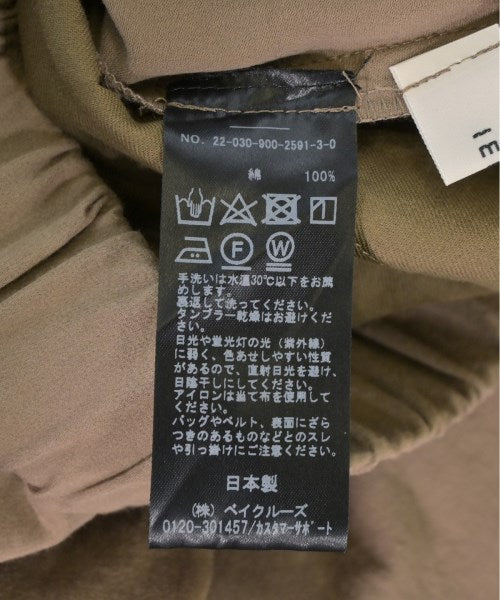 NO. 22-030-900-2591-3-0
綿 100%
F W
手洗いは水温30℃以下をお薦
めします。
裏返して洗ってください。
タンブラー乾燥はお避けくだ
さい。
日光や蛍光灯の光（紫外線）
に弱く、色あせしやすい性質
があるので、直射日光を避け、
日陰干しにしてください。
アイロンは当て布を使用して
ください。
バッグやベルト、表面にざら
つきのあるものなどとのスレ
や引っ掛けにご注意ください。
日本製
（株）ベイクルーズ
0120-301457/カスタマーサポート